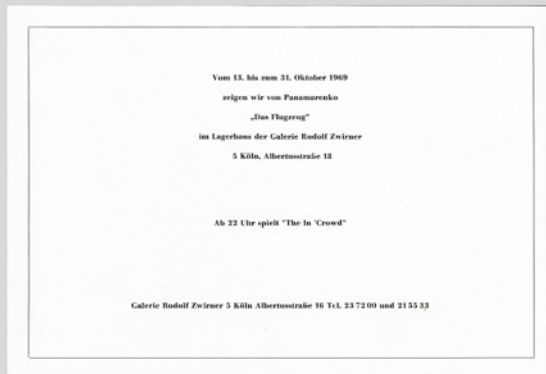 Vom 13. bis zum 31. Oktober 1969
zeigen wir von Panamarenko
„Das Flugzeug"
im Lagerhaus der Galerie Rudolf Zwirner
5 Köln, Albertusstraße 18
Ab 22 Uhr spielt "The In 'Crowd"
Galerie Rudolf Zwirner 5 Köln Albertusstraße 16 Tel. 23 72 00 und 21 55 33